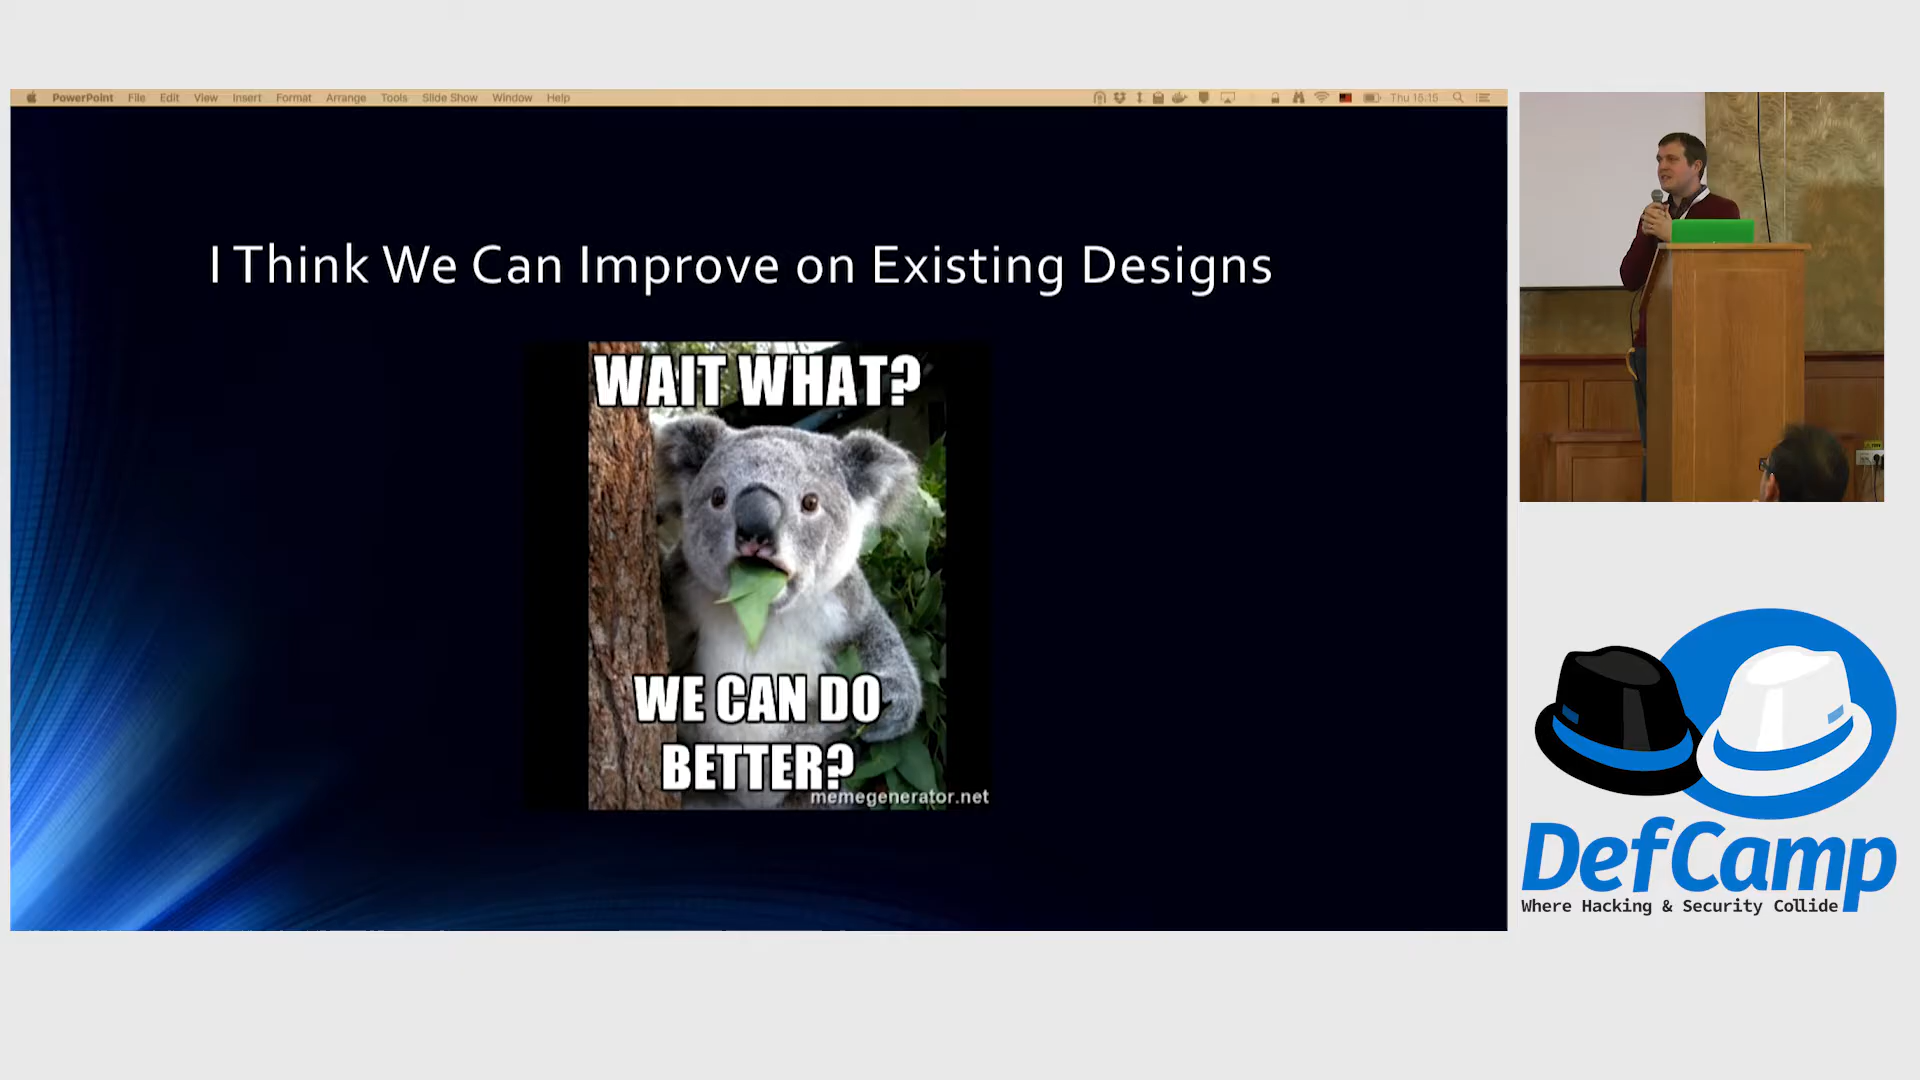 PowerPoint File Edit View Insert Format Arrange Tools Slide Show Window Help Thu 15:15
I Think We Can Improve on Existing Designs
WAIT WHAT?
WE CAN DO
BETTER?
memegenerator.net
DefCamp
Where Hacking & Security Collide